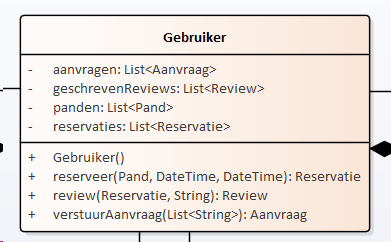 Gebruiker
- aanvragen: List<Aanvraag>
- geschrevenReviews: List<Review>
- panden: List<Pand>
- reservaties: List<Reservatie>
+ Gebruiker()
+ reserveer(Pand, DateTime, DateTime): Reservatie
+ review(Reservatie, String): Review
+ verstuurAanvraag(List<String>): Aanvraag